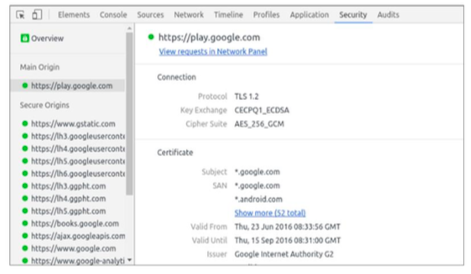 Elements Console Sources Network Timeline Profiles Application Security Audits
Overview
Main Origin
https://play.google.com
Secure Origins
https://www.gstatic.com
https://lh3.googleuserconte
https://lh4.googleuserconte
https://lh5.googleuserconte
https://lh6.googleuserconte
https://lh3.ggpht.com
https://lh4.ggpht.com
https://lh5.ggpht.com
https://books.google.com
https://ajax.googleapis.com
https://www.google.com
https://www.google-analyti
https://play.google.com
View requests in Network Panel
Connection
Protocol TLS 1.2
Key Exchange CECPQ1_ECDSA
Cipher Suite AES_256_GCM
Certificate
Subject *.google.com
SAN *.google.com
*.android.com
Show more (52 total)
Valid From Thu, 23 Jun 2016 08:33:56 GMT
Valid Until Thu, 15 Sep 2016 08:31:00 GMT
Issuer Google Internet Authority G2